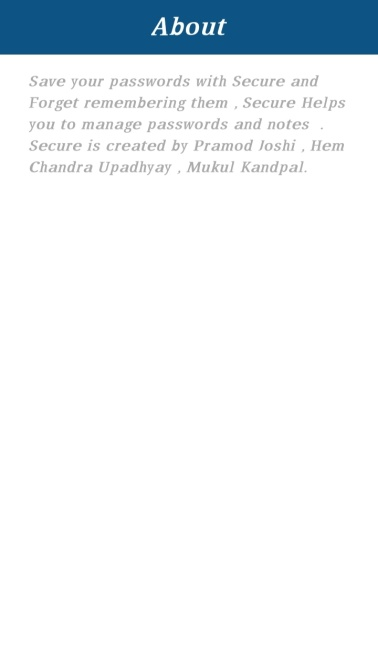 About
Save your passwords with Secure and
Forget remembering them , Secure Helps
you to manage passwords and notes  .
Secure is created by Pramod Joshi , Hem
Chandra Upadhyay , Mukul Kandpal.